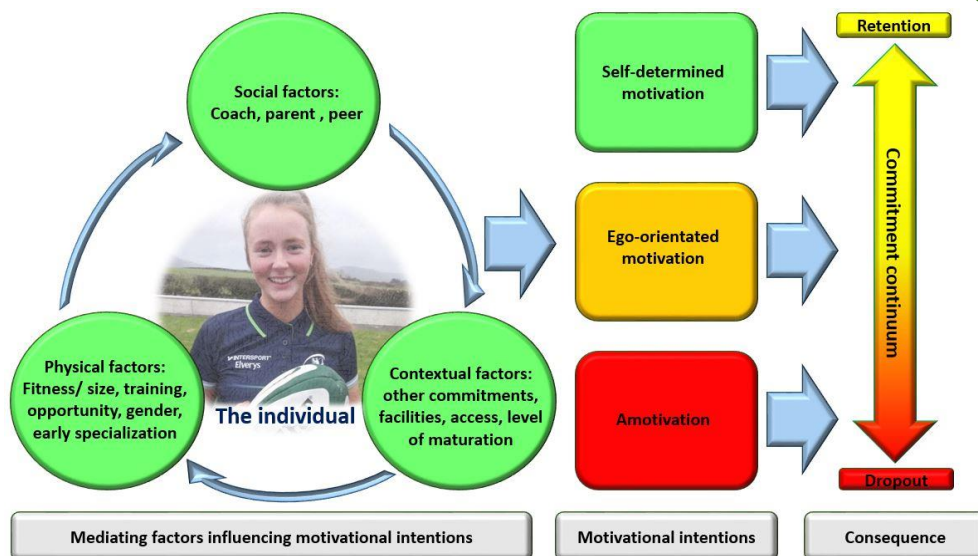 Social factors:
Coach, parent , peer
Physical factors:
Fitness/ size, training,
opportunity, gender,
early specialization
INTERSPORT
Elverys
The individual
Contextual factors:
other commitments,
facilities, access, level
of maturation
Self-determined
motivation
Ego-orientated
motivation
Amotivation
Retention
Commitment continuum
Dropout
Mediating factors influencing motivational intentions
Motivational intentions
Consequence